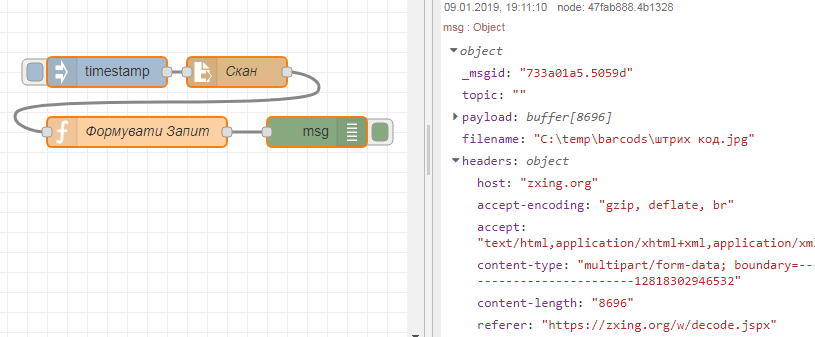 timestamp
Скан
Формувати Запит
msg
09.01.2019, 19:11:10 node: 47fab888.4b1328
msg : Object
object
_msgid: "733a01a5.5059d"
topic: ""
payload: buffer[8696]
filename: "C:\temp\barcods\штрих код.jpg"
headers: object
host: "zxing.org"
accept-encoding: "gzip, deflate, br"
accept:
"text/html,application/xhtml+xml,application/xml
content-type: "multipart/form-data; boundary=--
-------------------------12818302946532"
content-length: "8696"
referer: "https://zxing.org/w/decode.jspx"